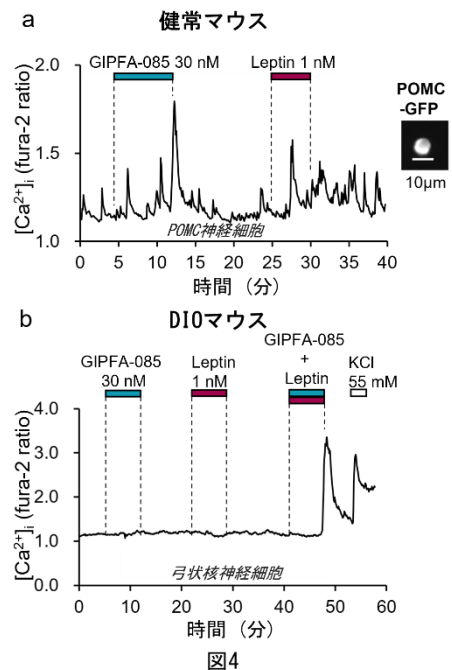 a
健常マウス
GIPFA-085 30 nM
Leptin 1 nM
POMC
-GFP
10μm
[Ca²⁺]ᵢ (fura-2 ratio)
2.0
1.5
1.0
POMC神経細胞
0 5 10 15 20 25 30 35 40
時間（分）
b
DIOマウス
GIPFA-085
30 nM
Leptin
1 nM
GIPFA-085
+
Leptin
KCl
55 mM
[Ca²⁺]ᵢ (fura-2 ratio)
4.0
3.0
2.0
1.0
0.0
弓状核神経細胞
0 10 20 30 40 50 60
時間（分）
図4